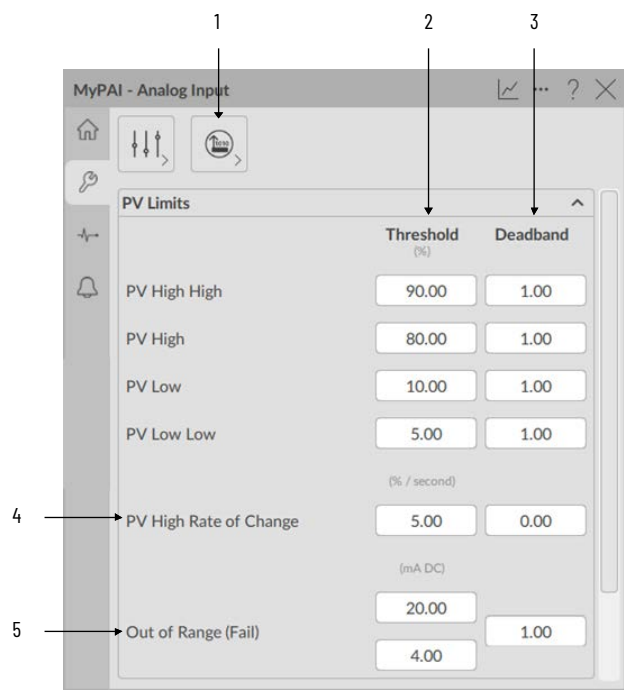 1 2 3
MyPAI - Analog Input ... ?
PV Limits
Threshold Deadband
(%)
PV High High 90.00 1.00
PV High 80.00 1.00
PV Low 10.00 1.00
PV Low Low 5.00 1.00
(% / second)
4 PV High Rate of Change 5.00 0.00
(mA DC)
20.00
5 Out of Range (Fail) 1.00
4.00